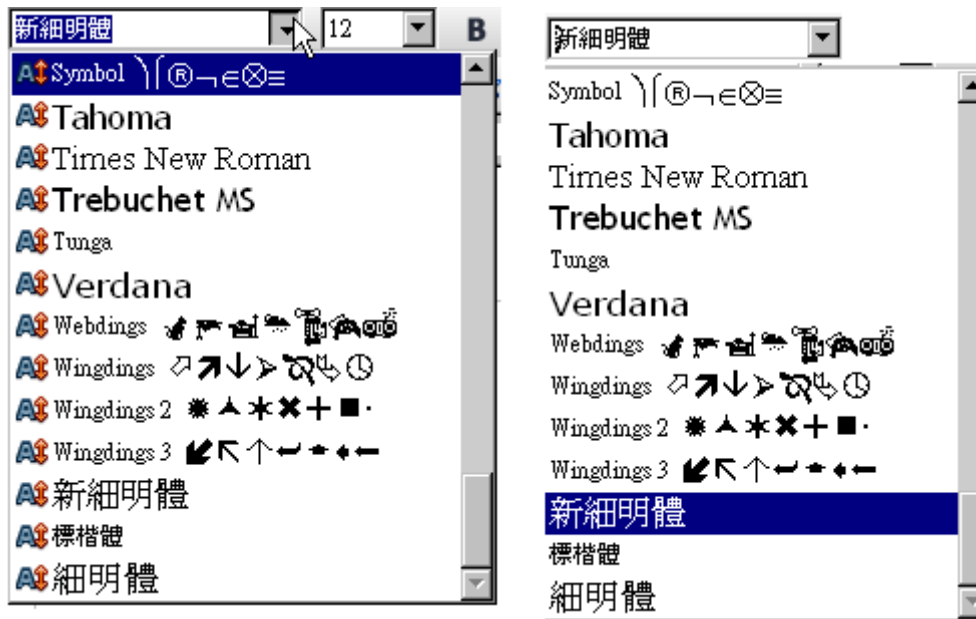 新細明體 12 B
Symbol ⎞⌠®¬∈⊗≡
Tahoma
Times New Roman
Trebuchet MS
Tunga
Verdana
Webdings
Wingdings
Wingdings 2
Wingdings 3
新細明體
標楷體
細明體
新細明體
Symbol ⎞⌠®¬∈⊗≡
Tahoma
Times New Roman
Trebuchet MS
Tunga
Verdana
Webdings
Wingdings
Wingdings 2
Wingdings 3
新細明體
標楷體
細明體